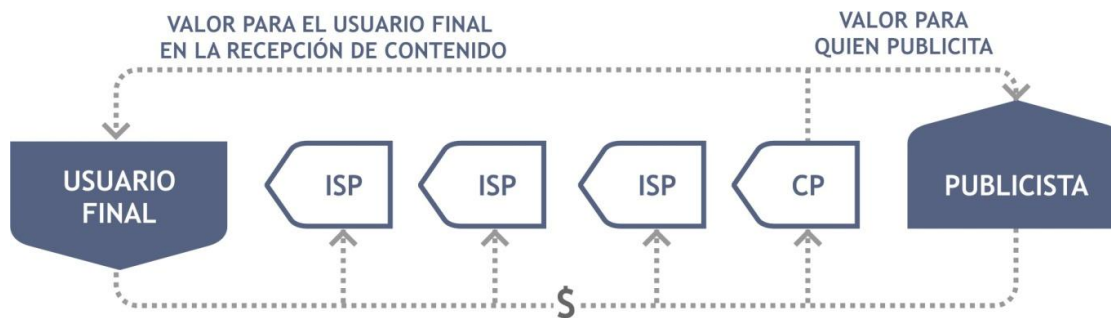 VALOR PARA EL USUARIO FINAL
EN LA RECEPCIÓN DE CONTENIDO
VALOR PARA
QUIEN PUBLICITA
USUARIO
FINAL
ISP
ISP
ISP
CP
PUBLICISTA
$